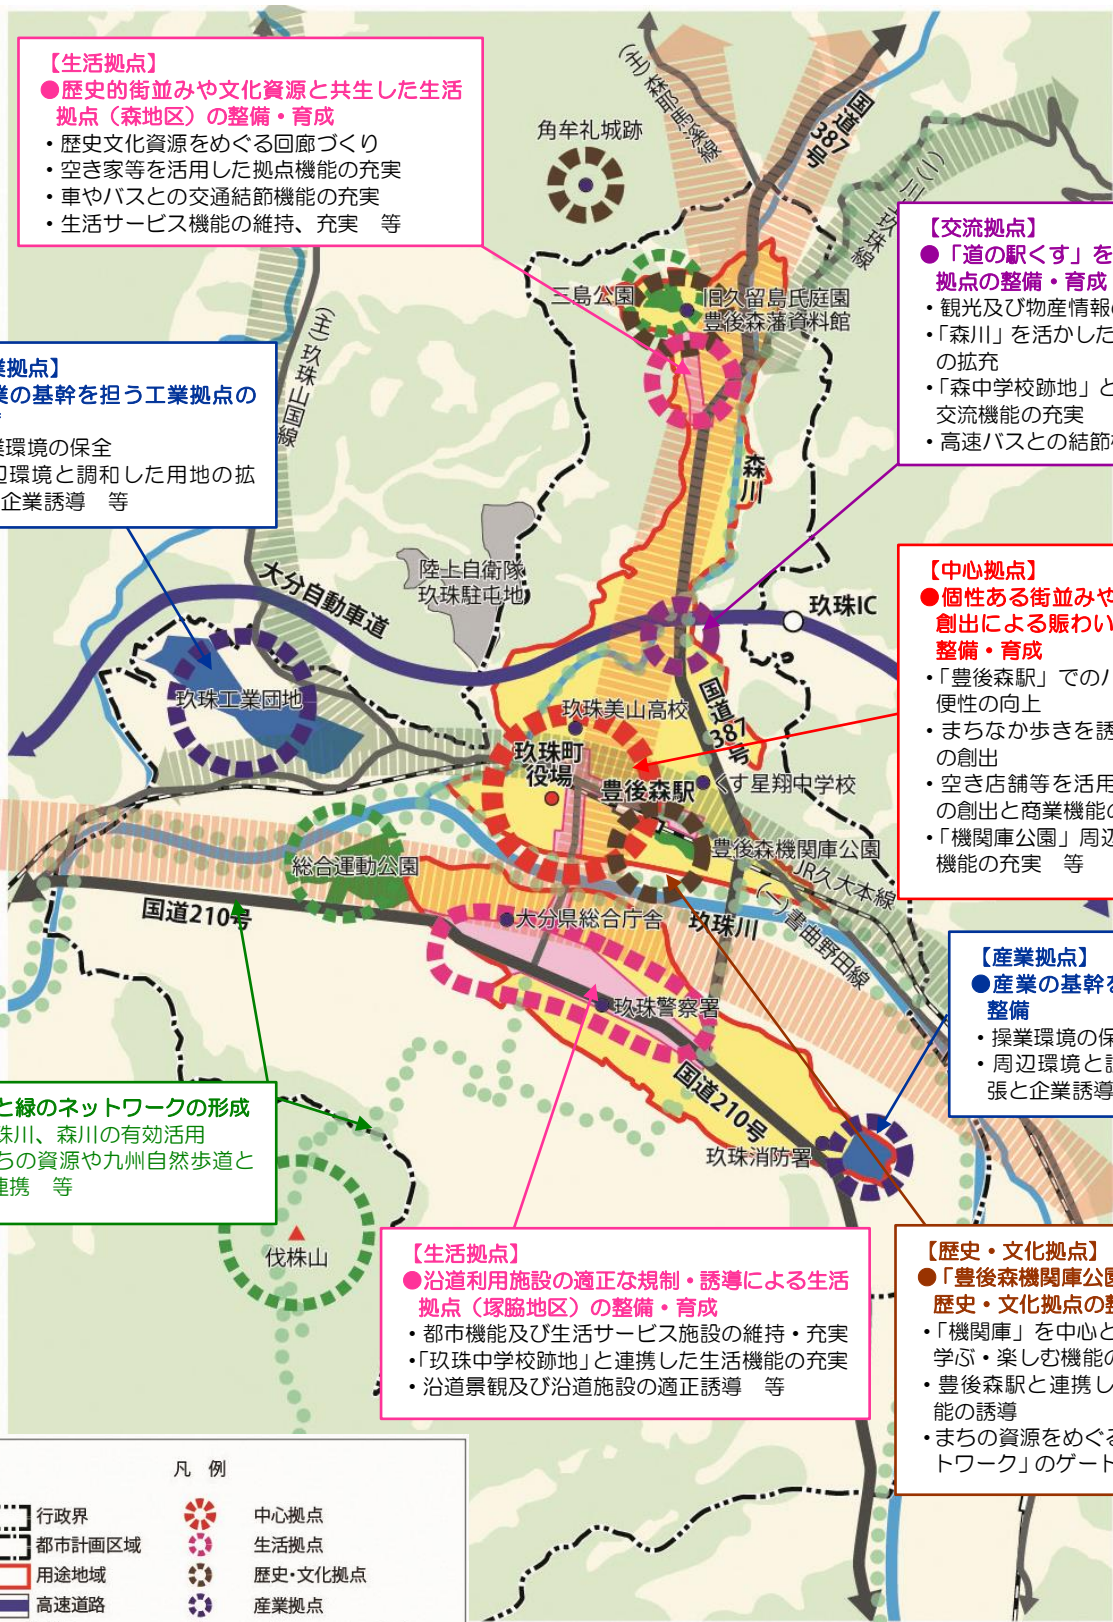 【生活拠点】
●歴史的街並みや文化資源と共生した生活
拠点（森地区）の整備・育成
・歴史文化資源をめぐる回廊づくり
・空き家等を活用した拠点機能の充実
・車やバスとの交通結節機能の充実
・生活サービス機能の維持、充実　等
(主)森耶馬溪線
国道387号
角牟礼城跡
(一)
玖珠線
【交流拠点】
●「道の駅くす」を
拠点の整備・育成
・観光及び物産情報
・「森川」を活かした
の拡充
・「森中学校跡地」と
交流機能の充実
・高速バスとの結節
三島公園
旧久留島氏庭園
豊後森藩資料館
(主)玖珠山国線
業拠点】
業の基幹を担う工業拠点の
業環境の保全
辺環境と調和した用地の拡
企業誘導　等
森川
陸上自衛隊
玖珠駐屯地
大分自動車道
玖珠IC
【中心拠点】
●個性ある街並みや
創出による賑わい
整備・育成
・「豊後森駅」での
便性の向上
・まちなか歩きを誘
の創出
・空き店舗等を活用
の創出と商業機能の
・「機関庫公園」周辺
機能の充実　等
玖珠工業団地
玖珠美山高校
国道387号
玖珠町
役場
豊後森駅
くす星翔中学校
豊後森機関庫公園
JR久大本線
総合運動公園
国道210号
大分県総合庁舎
玖珠川
(一)書曲野田線
玖珠警察署
【産業拠点】
●産業の基幹を
整備
・操業環境の保
・周辺環境と調
張と企業誘導
国道210号
玖珠消防署
と緑のネットワークの形成
珠川、森川の有効活用
ちの資源や九州自然歩道と
連携　等
伐株山
【生活拠点】
●沿道利用施設の適正な規制・誘導による生活
拠点（塚脇地区）の整備・育成
・都市機能及び生活サービス施設の維持・充実
・「玖珠中学校跡地」と連携した生活機能の充実
・沿道景観及び沿道施設の適正誘導　等
【歴史・文化拠点】
●「豊後森機関庫公園
歴史・文化拠点の整
・「機関庫」を中心と
学ぶ・楽しむ機能の
・豊後森駅と連携し
能の誘導
・まちの資源をめぐる
トワーク」のゲート
凡 例
行政界
中心拠点
都市計画区域
生活拠点
用途地域
歴史・文化拠点
高速道路
産業拠点